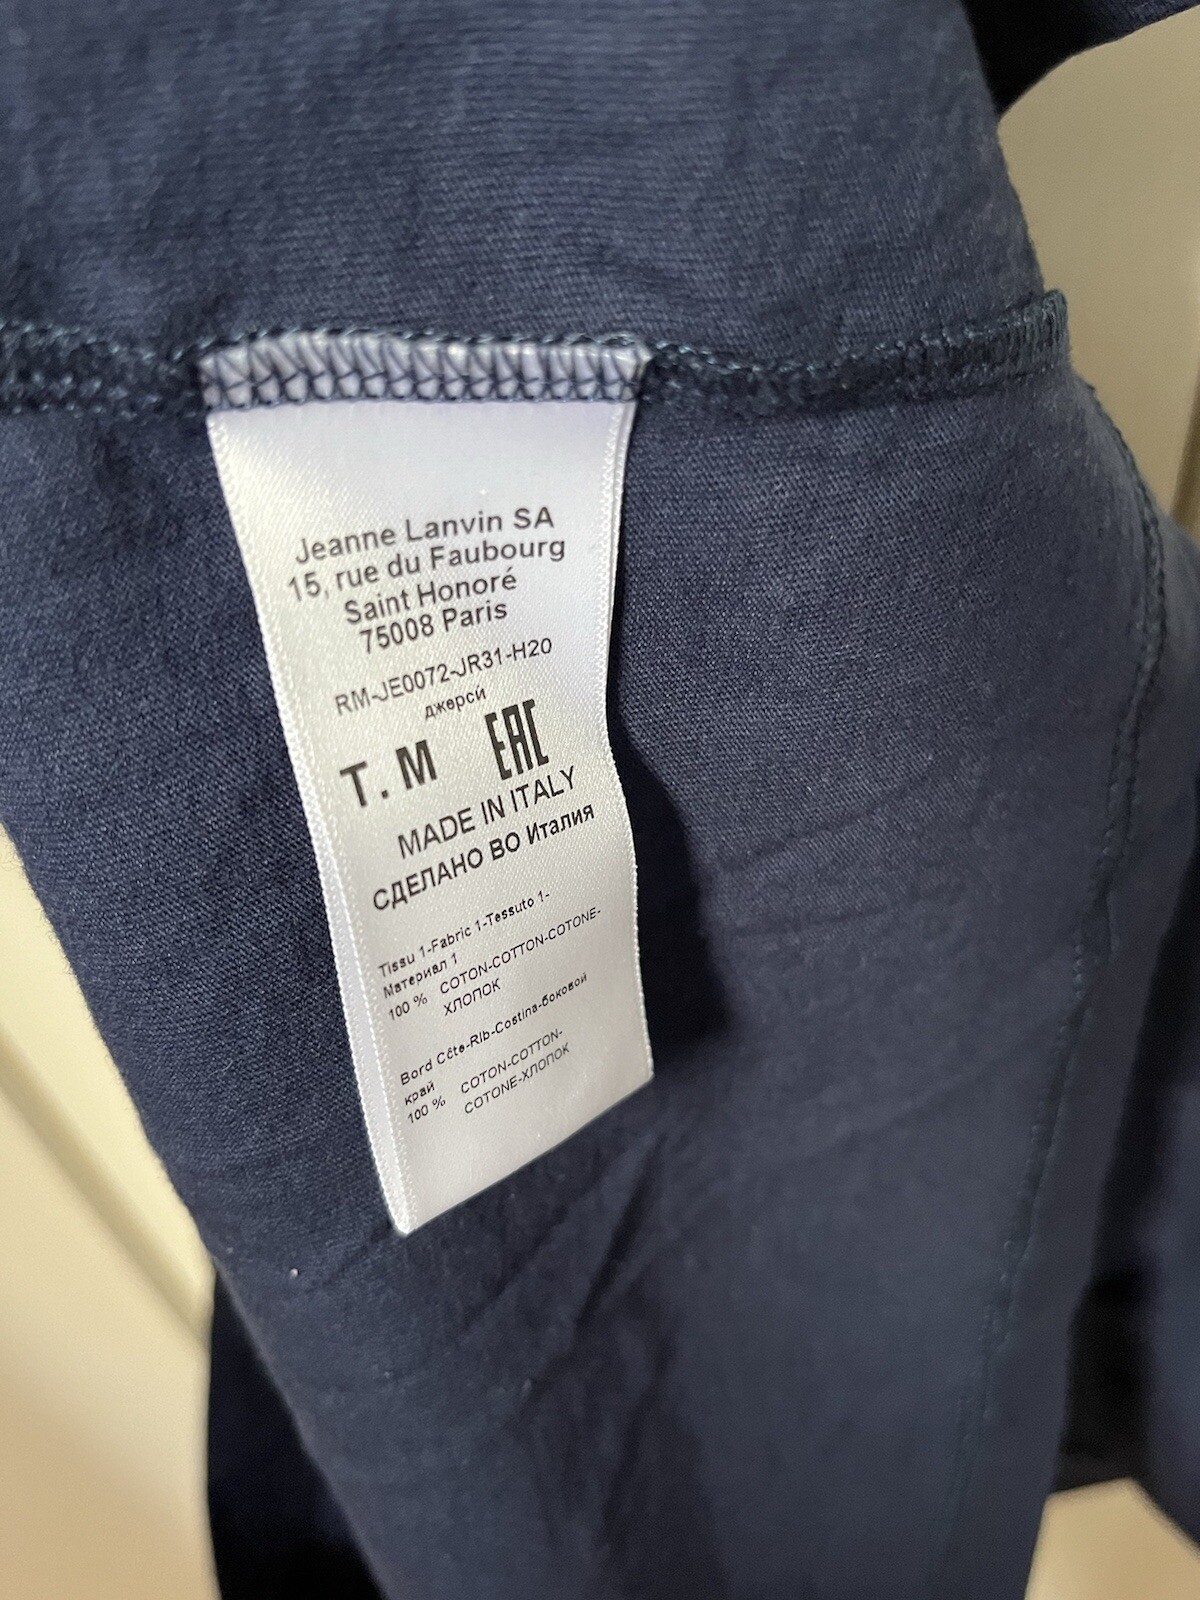 Jeanne Lanvin SA
15, rue du Faubourg
Saint Honoré
75008 Paris
RM-JE0072-JR31-H20
джерсй
T. M EAC
MADE IN ITALY
СДЕЛАНО ВО Италия
Tissu 1-Fabric 1-Tessuto 1-
Материал 1
100 % COTON-COTTON-COTONE-
ХЛОПОК
Bord Côte-Rib-Costina-боковой
край
100 % COTON-COTTON-
COTONE-ХЛОПОК